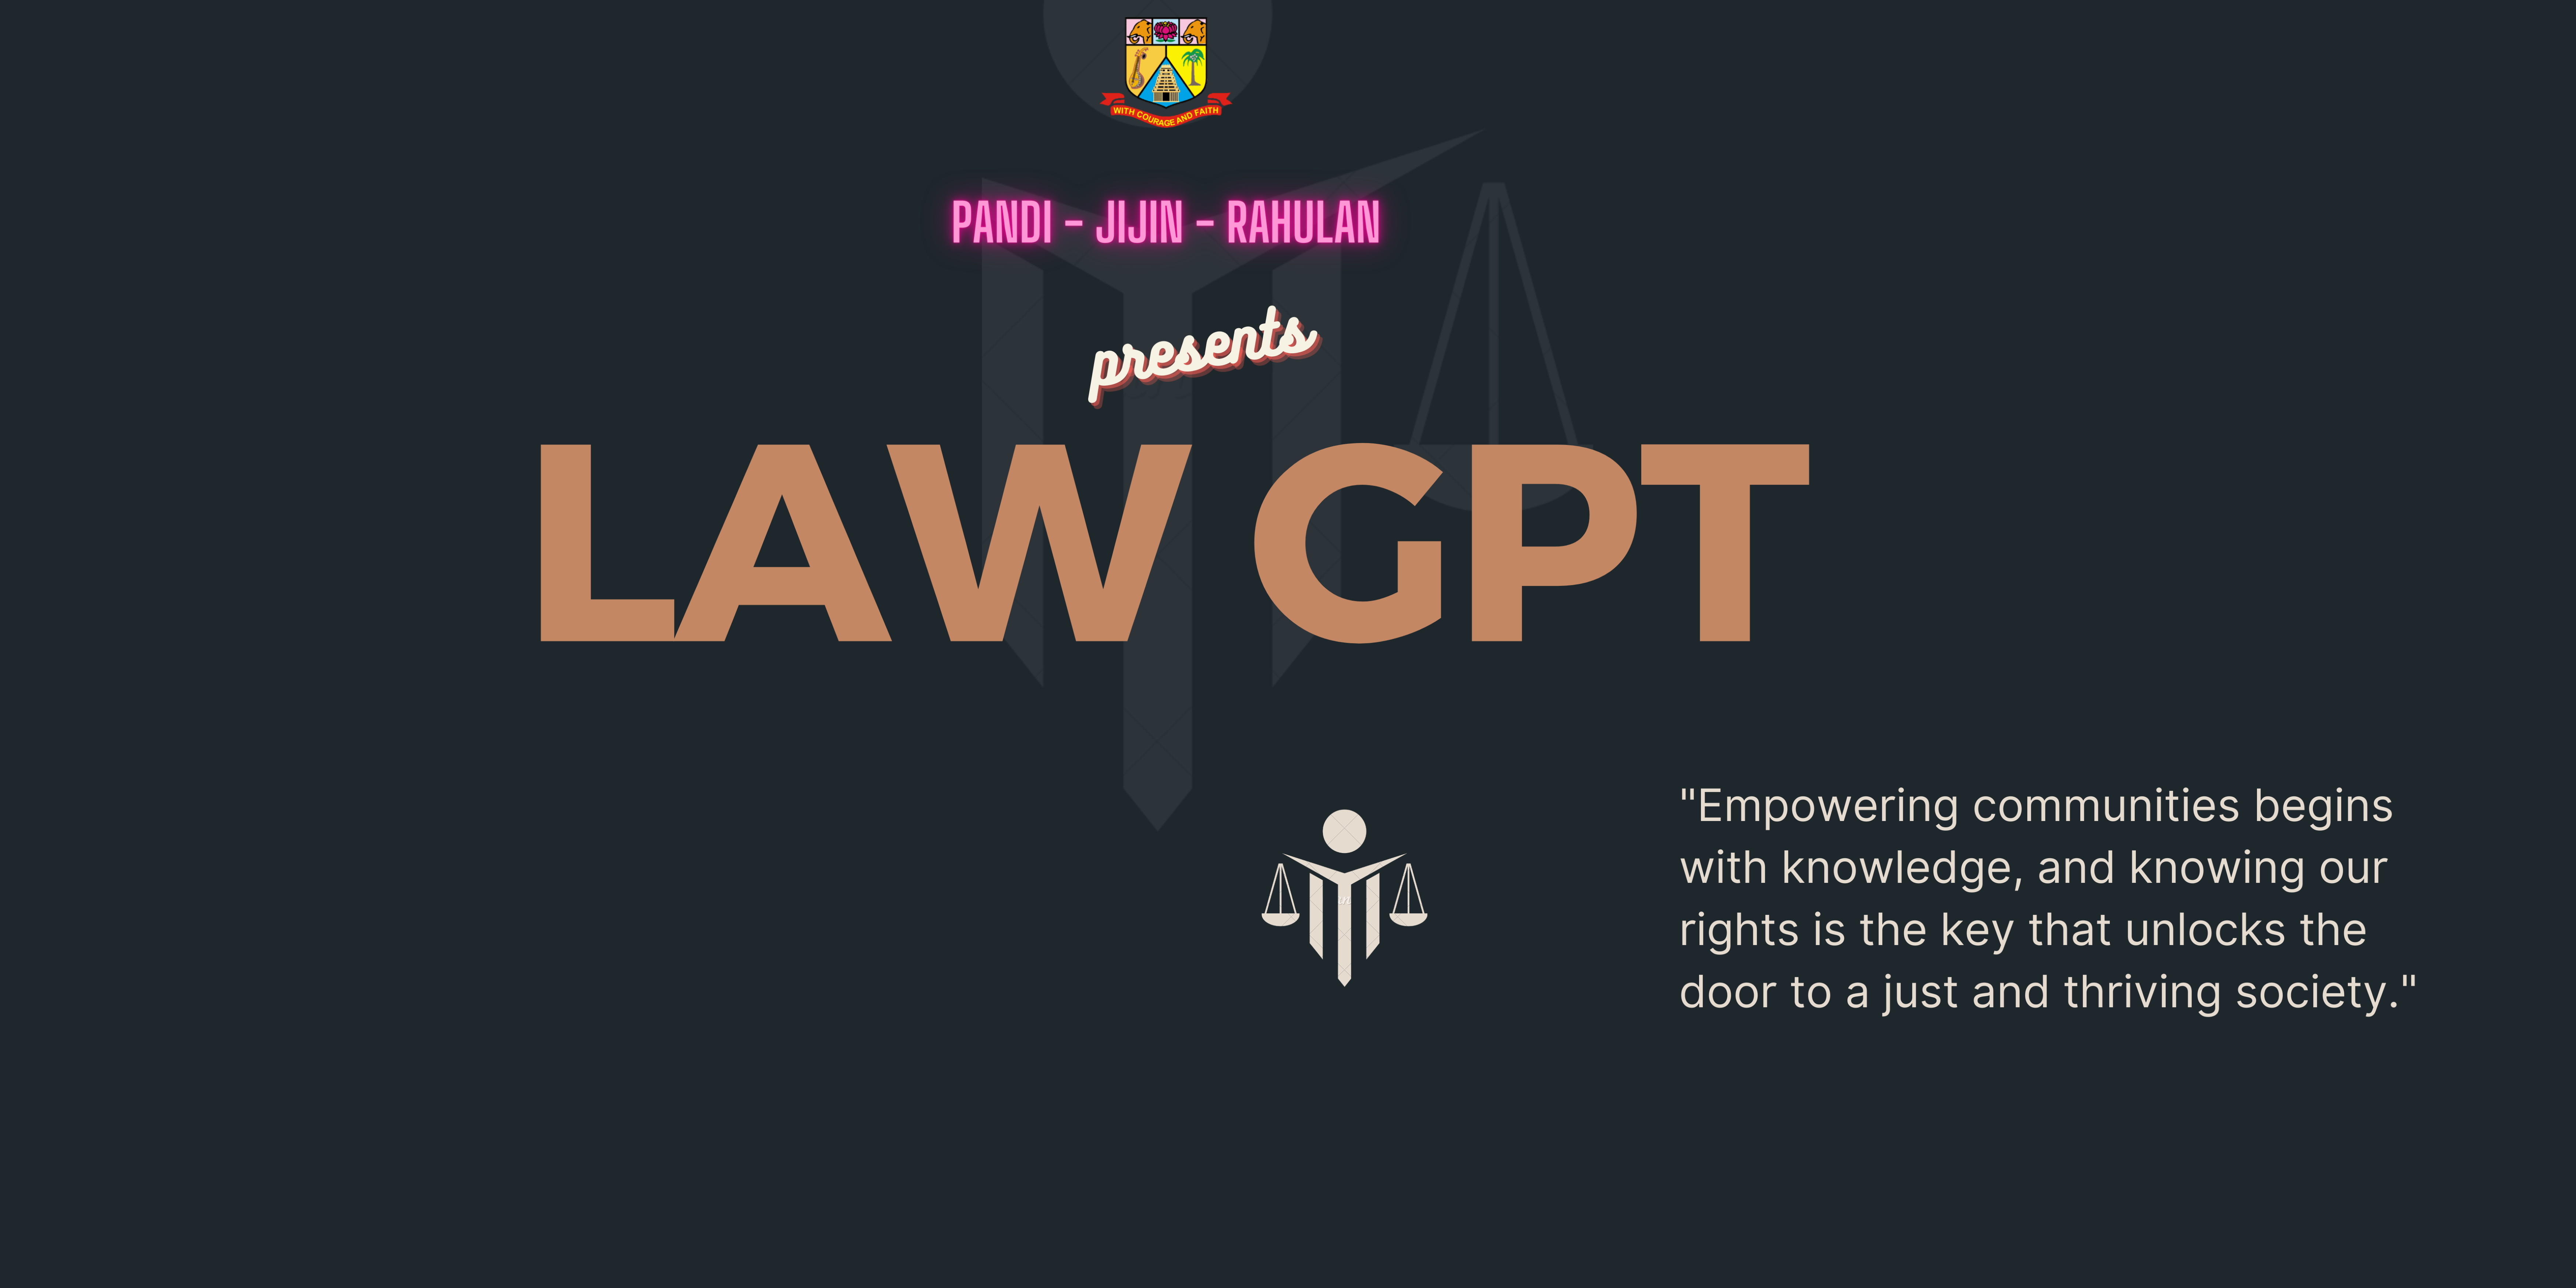 WITH COURAGE AND FAITH
PANDI - JIJIN - RAHULAN
presents
LAW GPT
"Empowering communities begins
with knowledge, and knowing our
rights is the key that unlocks the
door to a just and thriving society."